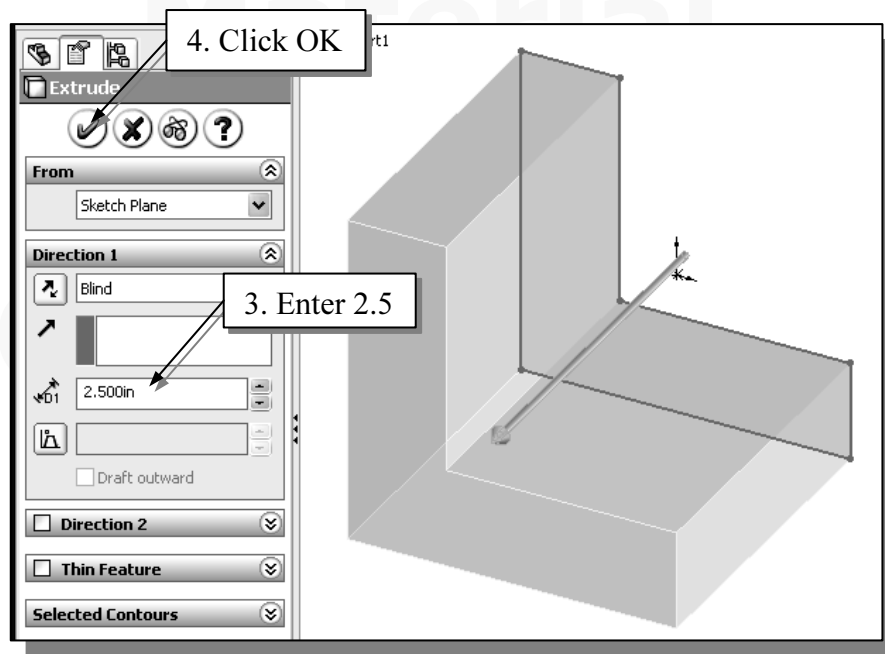 Material
4. Click OK
rt1
Extrude
?
From
Sketch Plane
Direction 1
Blind
3. Enter 2.5
D1
2.500in
Draft outward
Direction 2
Thin Feature
Selected Contours